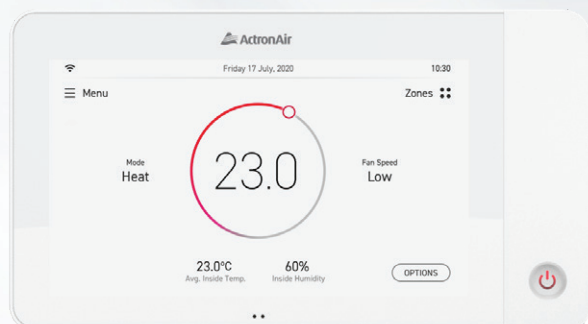 ActronAir
Friday 17 July, 2020
10:30
Menu
Zones
Mode
Heat
23.0
Fan Speed
Low
23.0°C
Avg. Inside Temp.
60%
Inside Humidity
OPTIONS